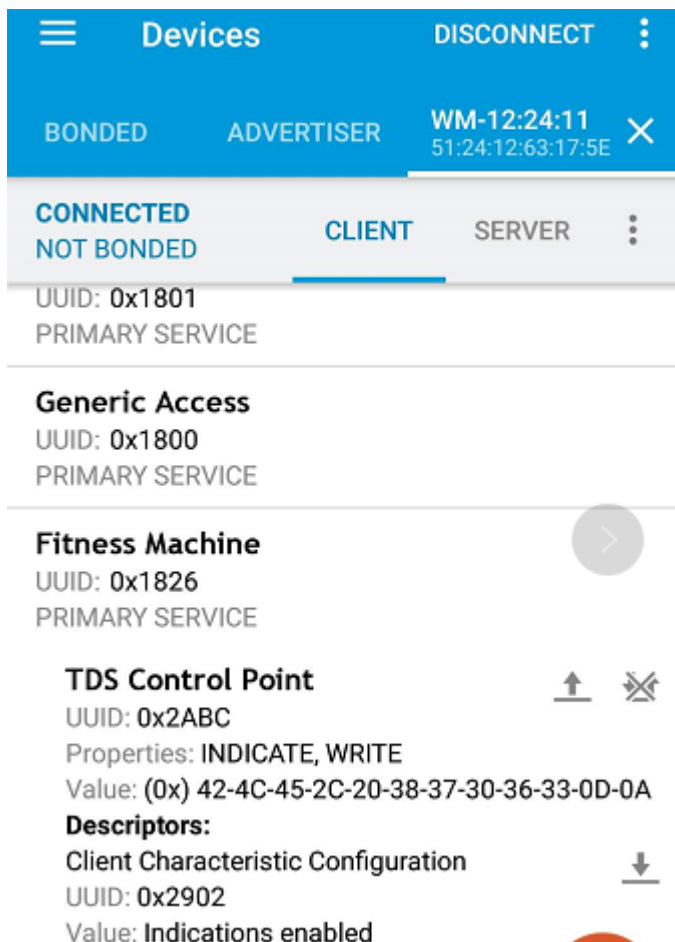 Devices DISCONNECT
BONDED ADVERTISER WM-12:24:11
51:24:12:63:17:5E
CONNECTED
NOT BONDED
CLIENT SERVER
UUID: 0x1801
PRIMARY SERVICE
Generic Access
UUID: 0x1800
PRIMARY SERVICE
Fitness Machine
UUID: 0x1826
PRIMARY SERVICE
TDS Control Point
UUID: 0x2ABC
Properties: INDICATE, WRITE
Value: (0x) 42-4C-45-2C-20-38-37-30-36-33-0D-0A
Descriptors:
Client Characteristic Configuration
UUID: 0x2902
Value: Indications enabled